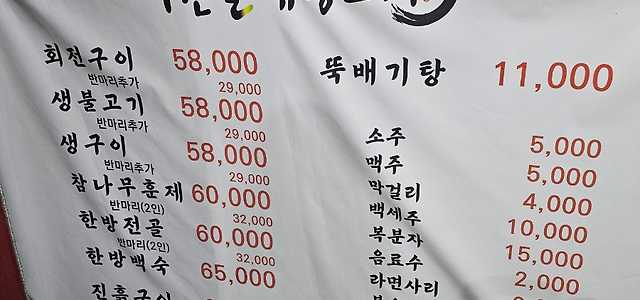 회전구이 58,000
반마리추가 29,000
생불고기 58,000
반마리추가 29,000
생구이 58,000
반마리추가 29,000
참나무훈제 60,000
반마리(2인) 32,000
한방전골 60,000
반마리(2인) 32,000
한방백숙 65,000
진흙구이
뚝배기탕 11,000
소주 5,000
맥주 5,000
막걸리 4,000
백세주 10,000
복분자 15,000
음료수 2,000
라면사리